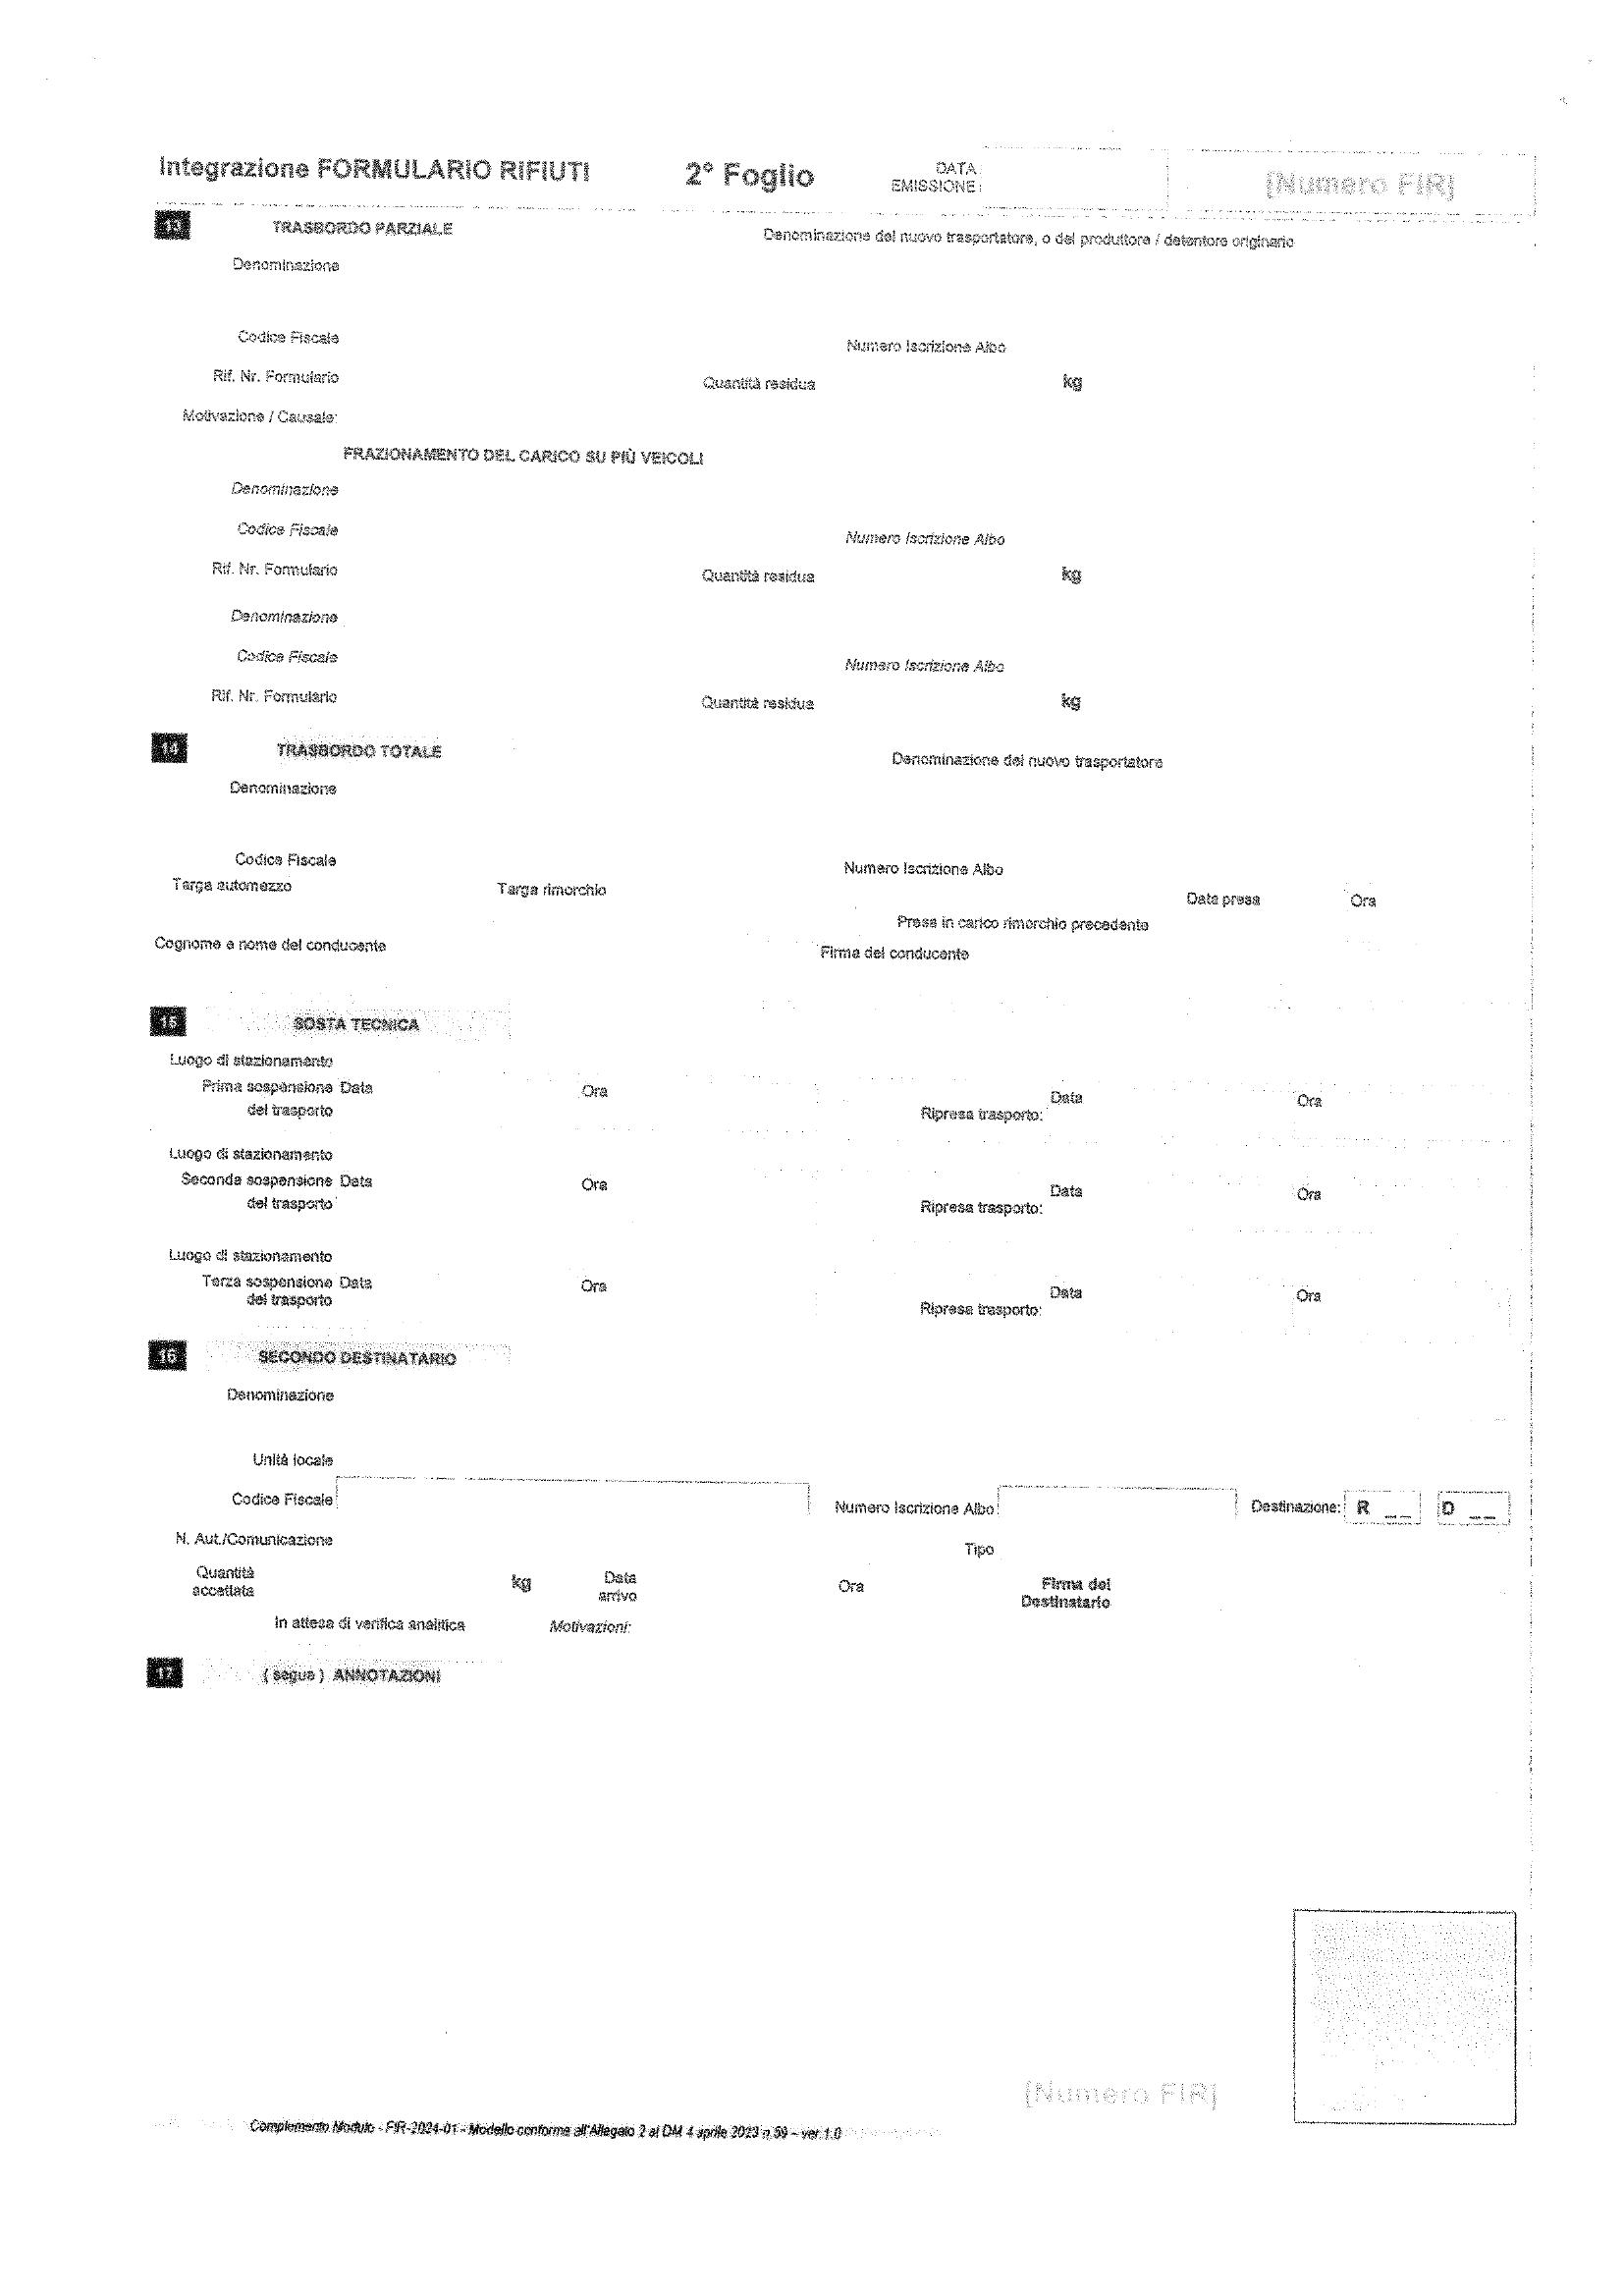 Integrazione FORMULARIO RIFIUTI 2° Foglio DATA EMISSIONE: [Numero FIR]
13 TRASBORDO PARZIALE Denominazione del nuovo trasportatore, o del produttore / detentore originario
Denominazione
Codice Fiscale Numero Iscrizione Albo
Rif. Nr. Formulario Quantità residua kg
Motivazione / Causale:
FRAZIONAMENTO DEL CARICO SU PIÙ VEICOLI
Denominazione
Codice Fiscale Numero Iscrizione Albo
Rif. Nr. Formulario Quantità residua kg
Denominazione
Codice Fiscale Numero Iscrizione Albo
Rif. Nr. Formulario Quantità residua kg
14 TRASBORDO TOTALE Denominazione del nuovo trasportatore
Denominazione
Codice Fiscale Numero Iscrizione Albo
Targa automezzo Targa rimorchio Data presa Ora
Presa in carico rimorchio precedente
Cognome e nome del conducente Firma del conducente
15 SOSTA TECNICA
Luogo di stazionamento
Prima sospensione Data Ora Data Ora
del trasporto Ripresa trasporto:
Luogo di stazionamento
Seconda sospensione Data Ora Data Ora
del trasporto Ripresa trasporto:
Luogo di stazionamento
Terza sospensione Data Ora Data Ora
del trasporto Ripresa trasporto:
16 SECONDO DESTINATARIO
Denominazione
Unità locale
Codice Fiscale Numero Iscrizione Albo: Destinazione: R __ D __
N. Aut./Comunicazione Tipo
Quantità accettata kg Data arrivo Ora Firma del Destinatario
In attesa di verifica analitica Motivazioni:
17 ( segue ) ANNOTAZIONI
[Numero FIR]
Complemento Modulo - FIR-2024-01 - Modello conforme all'Allegato 2 al DM 4 aprile 2023 n.59 – ver 1.0